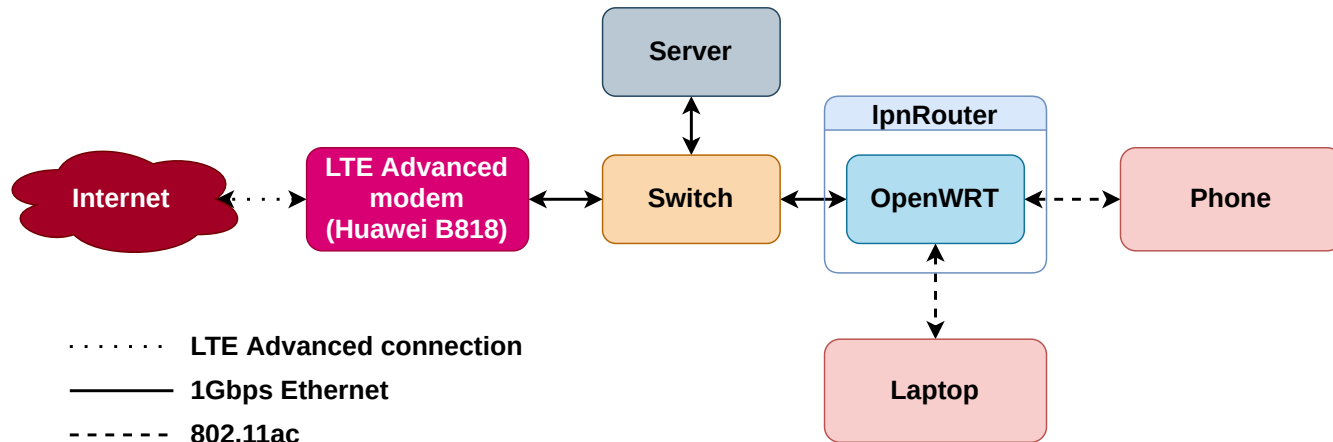 Server
IpnRouter
Internet
LTE Advanced
modem
(Huawei B818)
Switch
OpenWRT
Phone
LTE Advanced connection
1Gbps Ethernet
Laptop
802.11ac